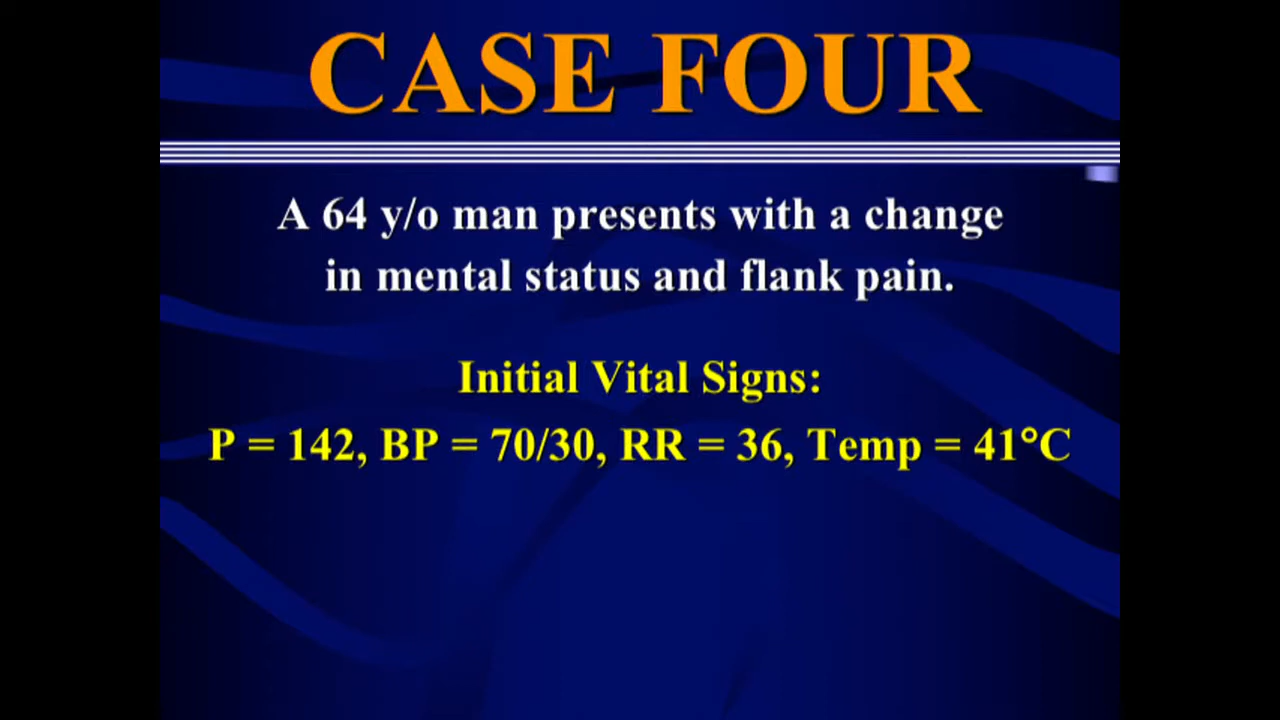 CASE FOUR
A 64 y/o man presents with a change
in mental status and flank pain.
Initial Vital Signs:
P = 142, BP = 70/30, RR = 36, Temp = 41°C